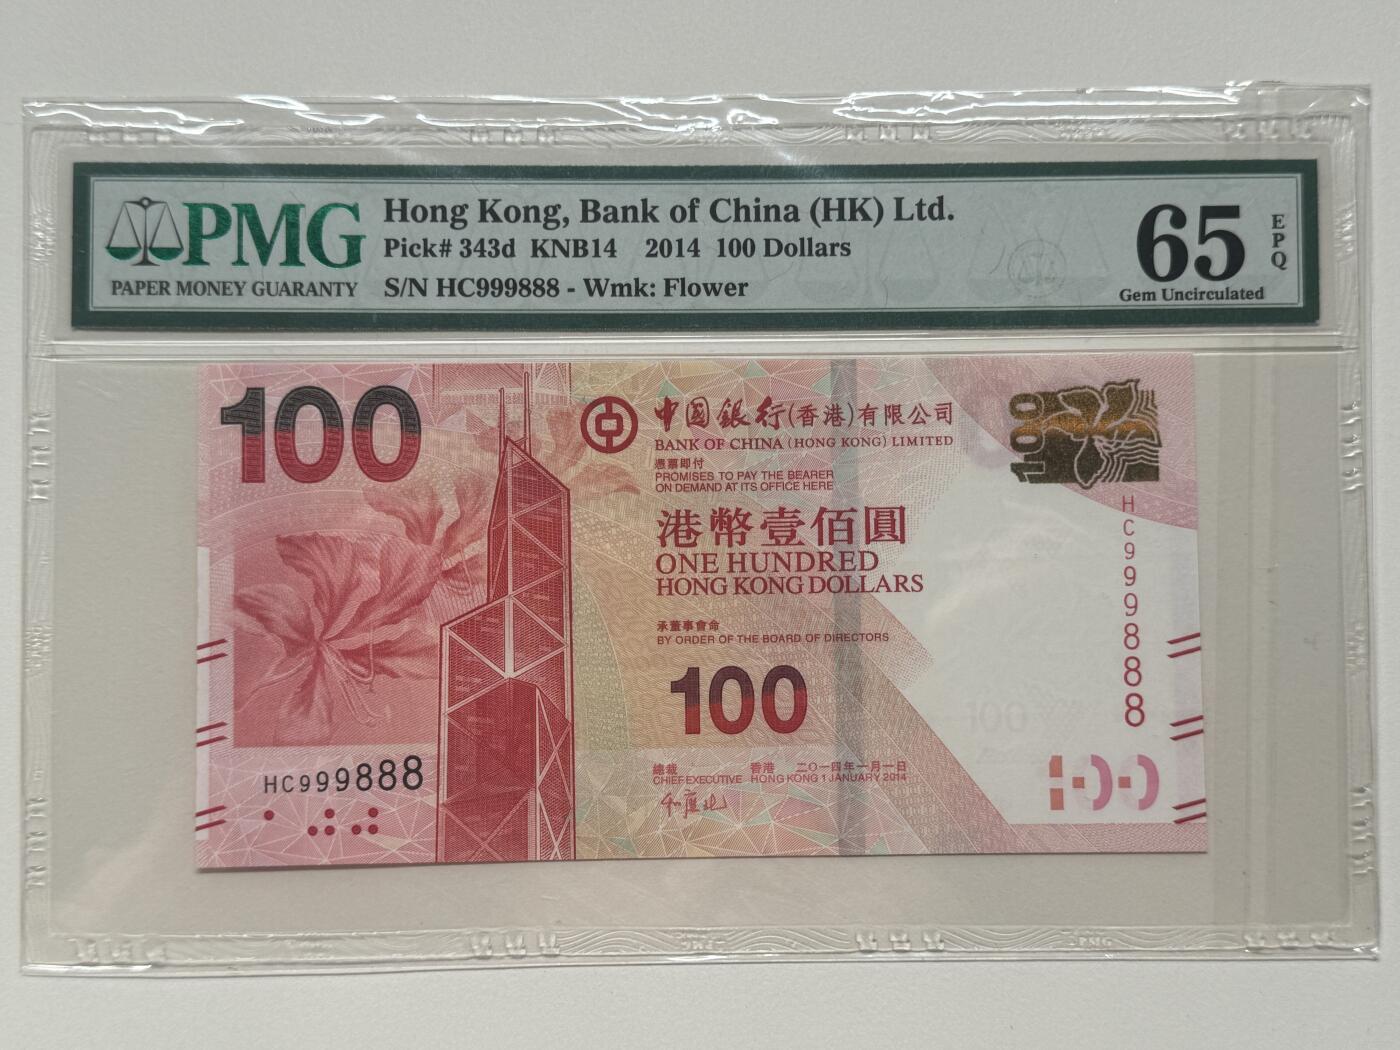 PMG
PAPER MONEY GUARANTY
Hong Kong, Bank of China (HK) Ltd.
Pick# 343d KNB14 2014 100 Dollars
S/N HC999888 - Wmk: Flower
65
EPQ
Gem Uncirculated
100
中國銀行(香港)有限公司
BANK OF CHINA (HONG KONG) LIMITED
憑票即付
PROMISES TO PAY THE BEARER
ON DEMAND AT ITS OFFICE HERE
港幣壹佰圓
ONE HUNDRED
HONG KONG DOLLARS
承董事會命
BY ORDER OF THE BOARD OF DIRECTORS
100
總裁 香港 二〇一四年一月一日
CHIEF EXECUTIVE HONG KONG 1 JANUARY 2014
HC999888
100
HC999888
100
100
PMG